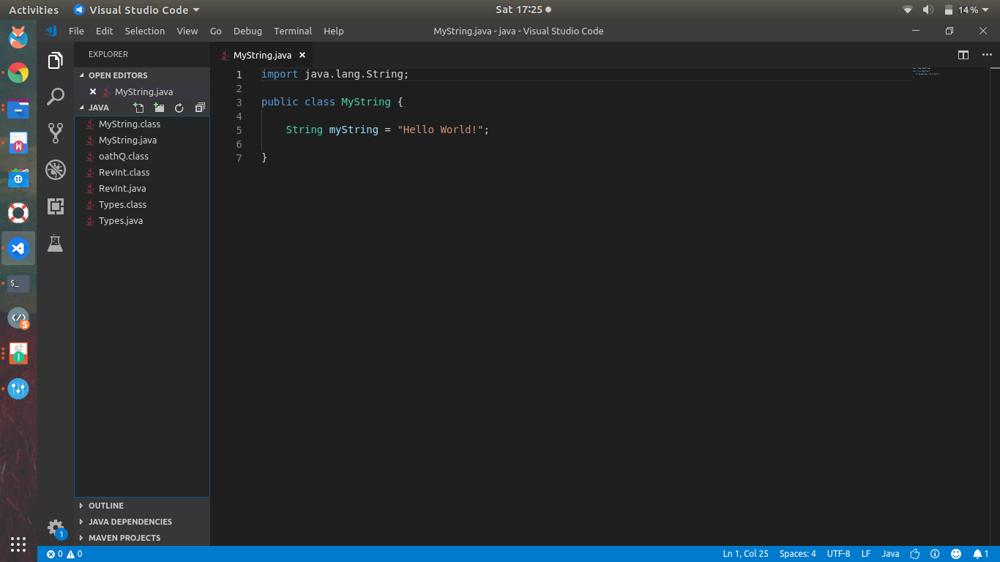 Activities Visual Studio Code Sat 17:25 14%
File Edit Selection View Go Debug Terminal Help MyString.java - java - Visual Studio Code
EXPLORER
MyString.java
OPEN EDITORS
MyString.java
JAVA
MyString.class
MyString.java
oathQ.class
RevInt.class
RevInt.java
Types.class
Types.java
OUTLINE
JAVA DEPENDENCIES
MAVEN PROJECTS
1 import java.lang.String;
2
3 public class MyString {
4
5     String myString = "Hello World!";
6
7 }
$_
W
</>
S
I
1
0 0 Ln 1, Col 25 Spaces: 4 UTF-8 LF Java 1